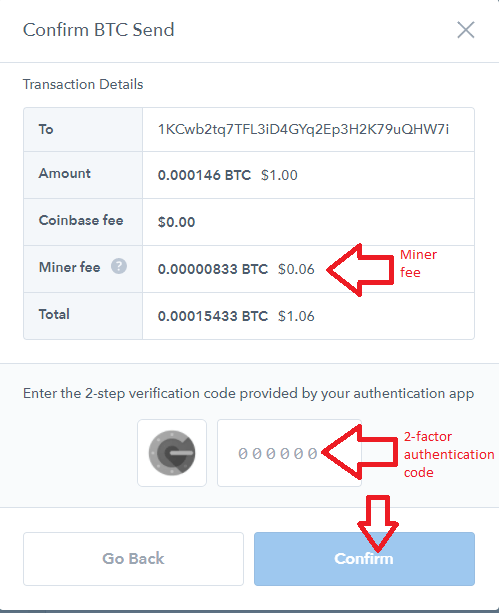 Confirm BTC Send
Transaction Details
To 1KCwb2tq7TFL3iD4GYq2Ep3H2K79uQHW7i
Amount 0.000146 BTC $1.00
Coinbase fee $0.00
Miner fee ? 0.00000833 BTC $0.06
Miner
fee
Total 0.00015433 BTC $1.06
Enter the 2-step verification code provided by your authentication app
000000
2-factor
authentication
code
Go Back
Confirm